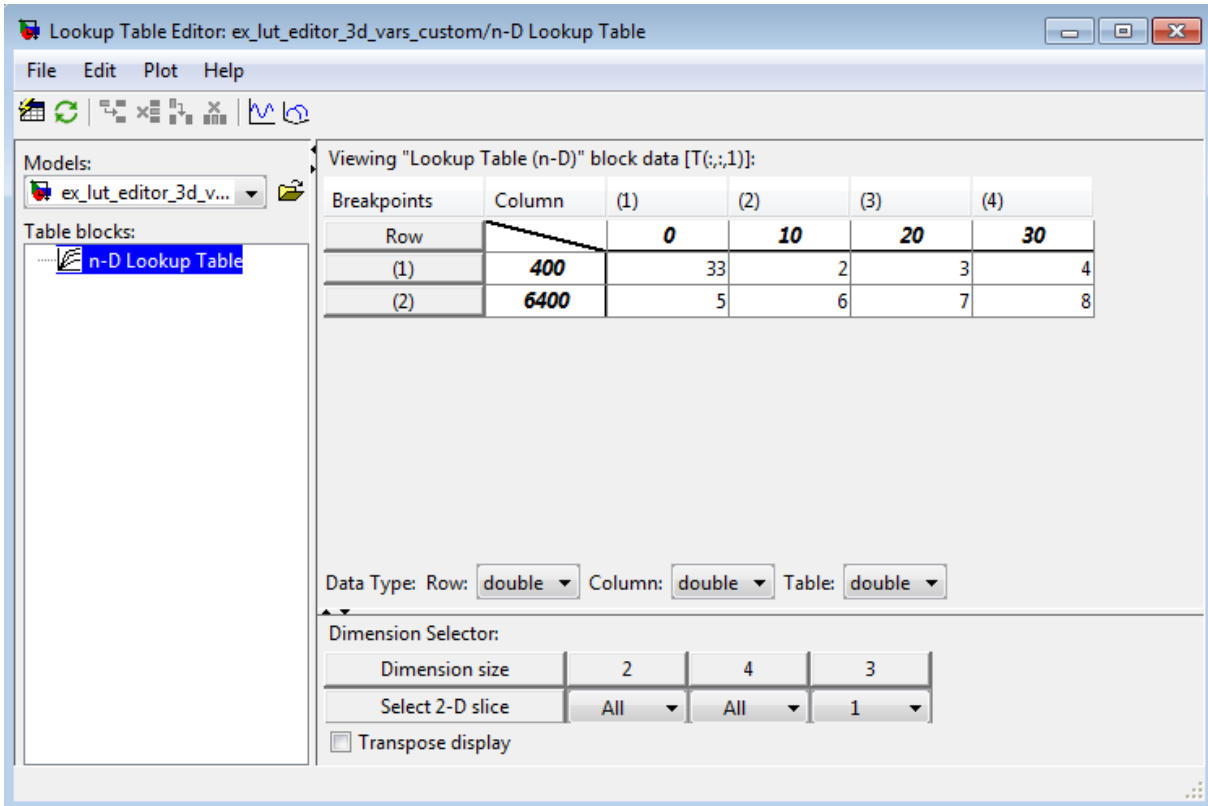 Lookup Table Editor: ex_lut_editor_3d_vars_custom/n-D Lookup Table
File Edit Plot Help
Models:
ex_lut_editor_3d_v...
Table blocks:
n-D Lookup Table
Viewing "Lookup Table (n-D)" block data [T(:,:,1)]:
Breakpoints Column (1) (2) (3) (4)
Row 0 10 20 30
(1) 400 33 2 3 4
(2) 6400 5 6 7 8
Data Type: Row: double Column: double Table: double
Dimension Selector:
Dimension size 2 4 3
Select 2-D slice All All 1
Transpose display